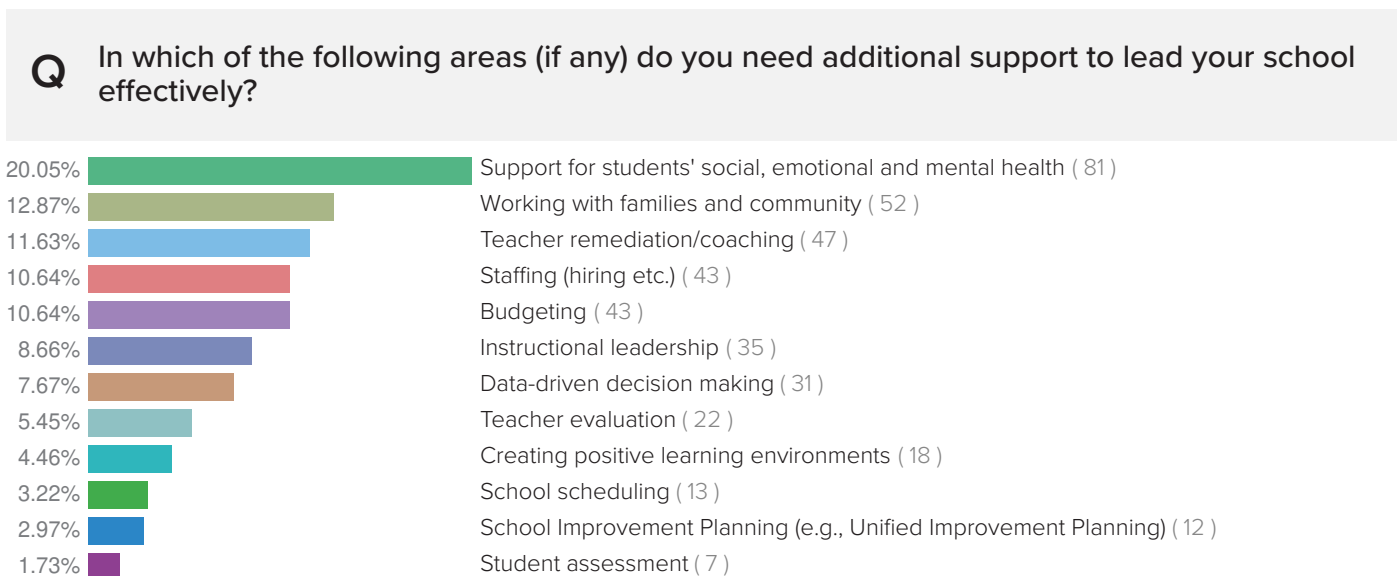 Q In which of the following areas (if any) do you need additional support to lead your school
effectively?
20.05% Support for students' social, emotional and mental health ( 81 )
12.87% Working with families and community ( 52 )
11.63% Teacher remediation/coaching ( 47 )
10.64% Staffing (hiring etc.) ( 43 )
10.64% Budgeting ( 43 )
8.66% Instructional leadership ( 35 )
7.67% Data-driven decision making ( 31 )
5.45% Teacher evaluation ( 22 )
4.46% Creating positive learning environments ( 18 )
3.22% School scheduling ( 13 )
2.97% School Improvement Planning (e.g., Unified Improvement Planning) ( 12 )
1.73% Student assessment ( 7 )